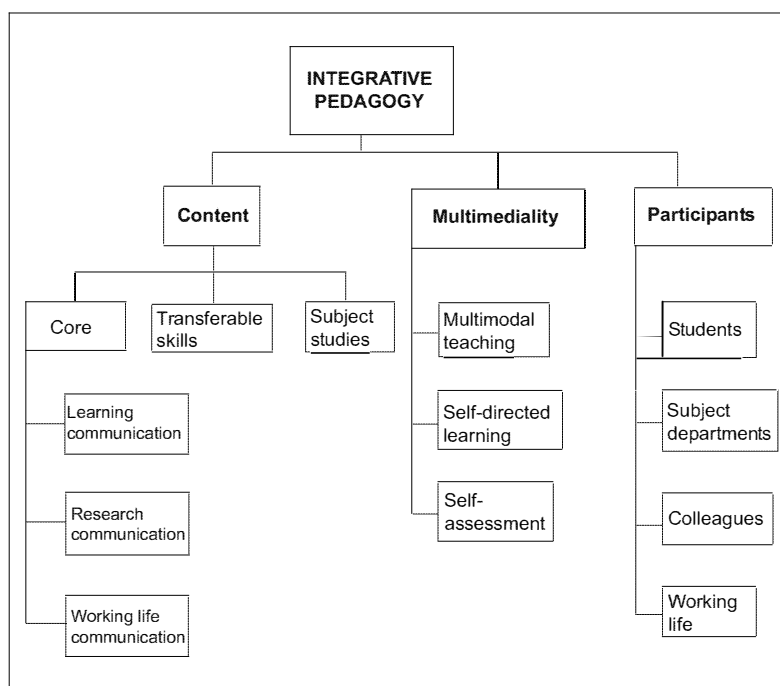 INTEGRATIVE
PEDAGOGY
Content
Multimediality
Participants
Core
Transferable
skills
Subject
studies
Learning
communication
Research
communication
Working life
communication
Multimodal
teaching
Self-directed
learning
Self-
assessment
Students
Subject
departments
Colleagues
Working
life